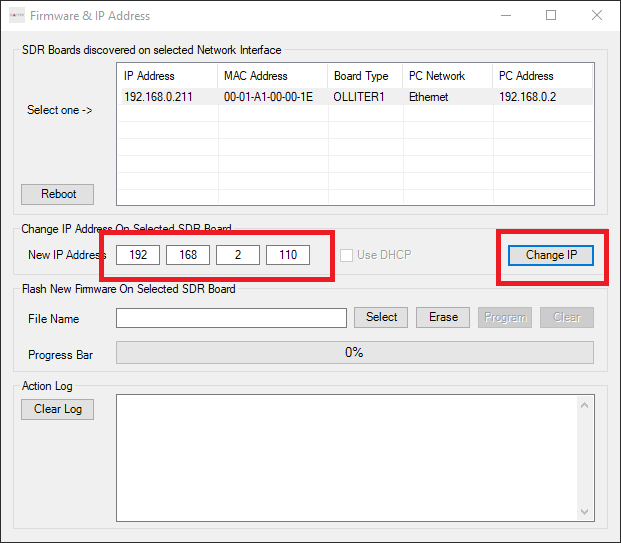 Firmware & IP Address
SDR Boards discovered on selected Network Interface
Select one ->
IP Address MAC Address Board Type PC Network PC Address
192.168.0.211 00-01-A1-00-00-1E OLLITER1 Ethernet 192.168.0.2
Reboot
Change IP Address On Selected SDR Board
New IP Address 192 168 2 110 Use DHCP Change IP
Flash New Firmware On Selected SDR Board
File Name Select Erase Program Clear
Progress Bar 0%
Action Log
Clear Log